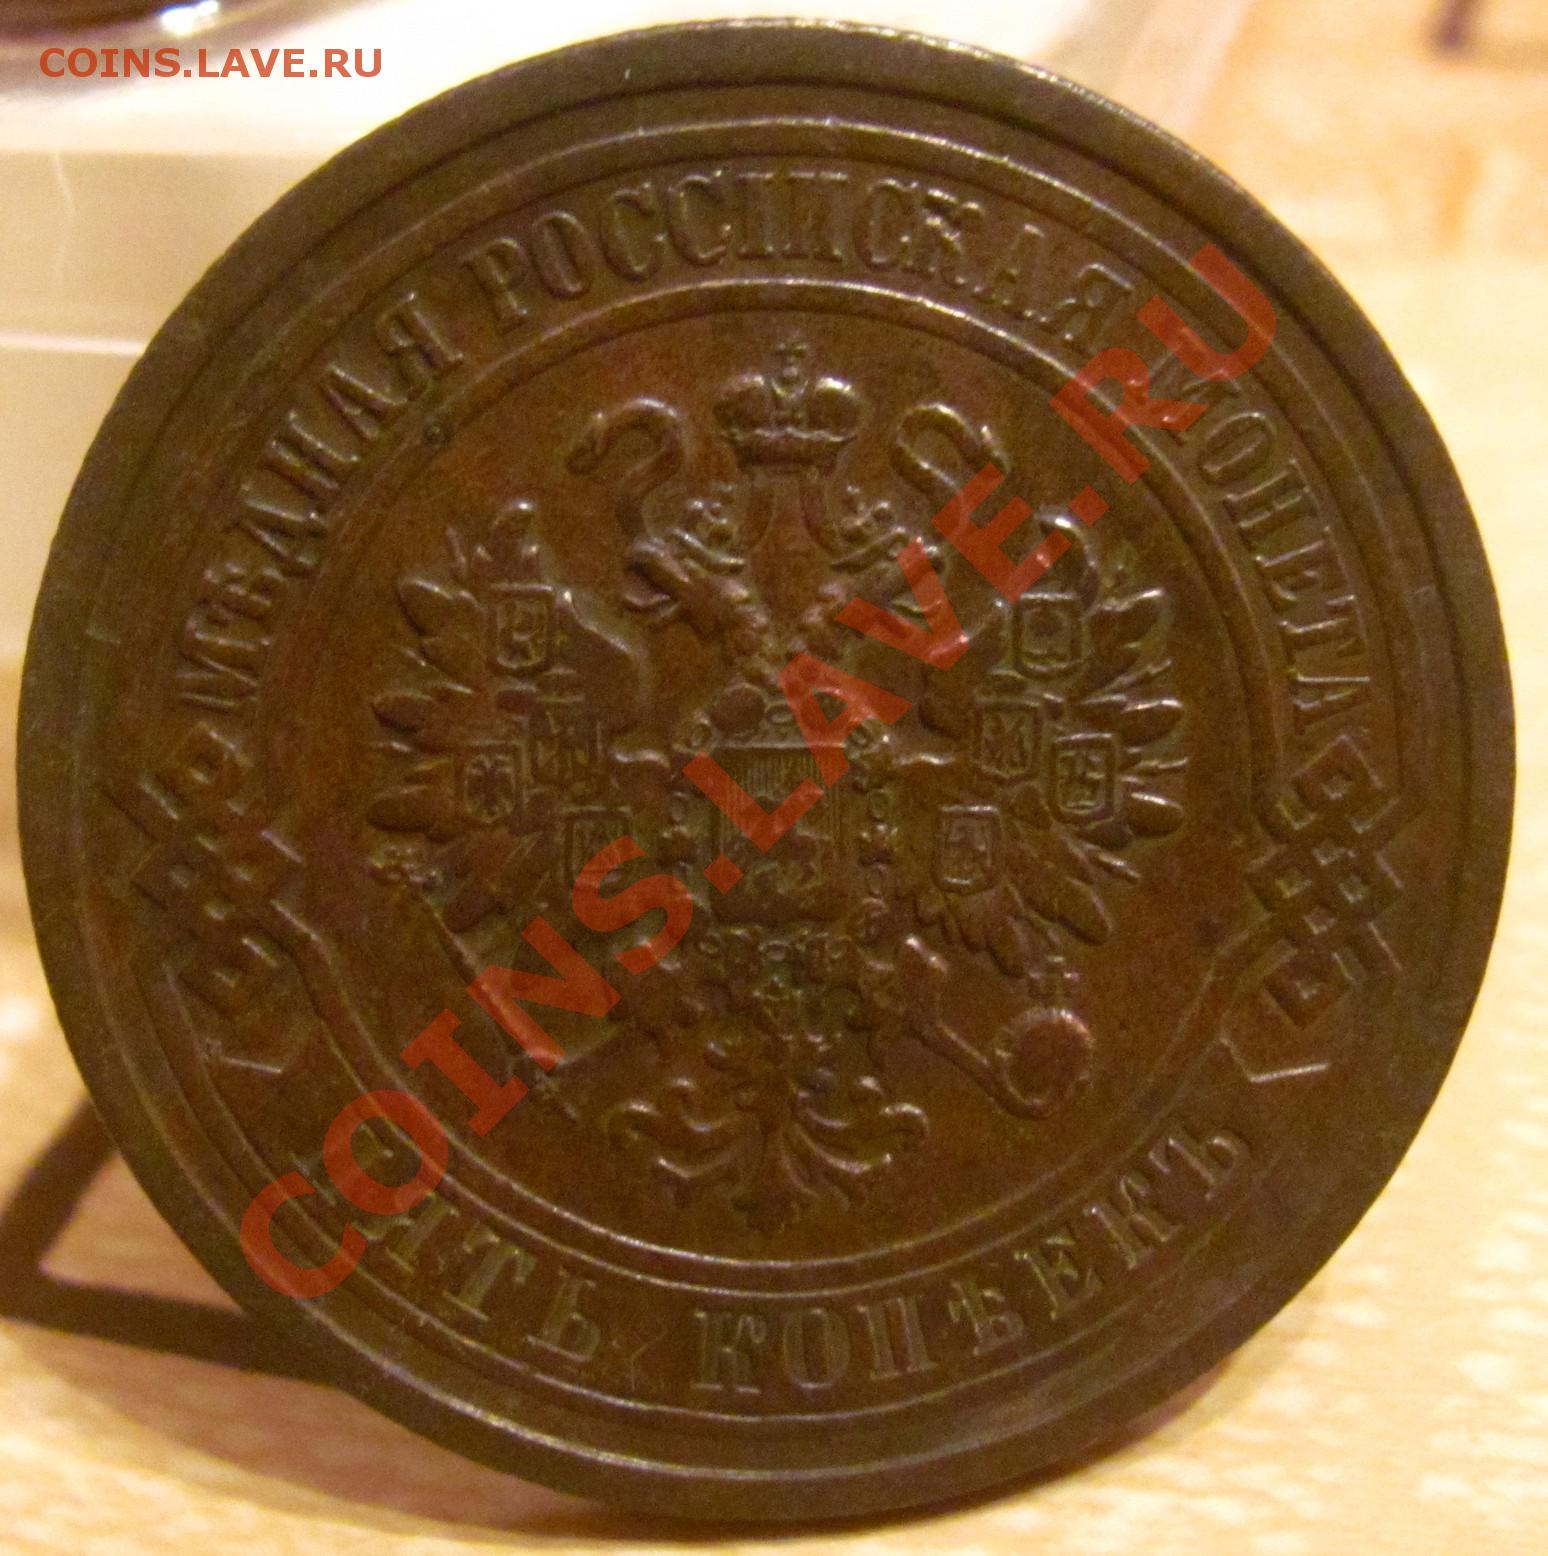 COINS.LAVE.RU
МѢДНАЯ РОССІЙСКАЯ МОНЕТА
ПЯТЬ КОПѢЕКЪ
COINS.LAVE.RU